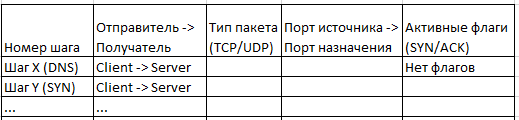 Номер шага Отправитель -> Получатель Тип пакета (TCP/UDP) Порт источника -> Порт назначения Активные флаги (SYN/ACK)
Шаг X (DNS) Client -> Server Нет флагов
Шаг Y (SYN) Client -> Server
... ...